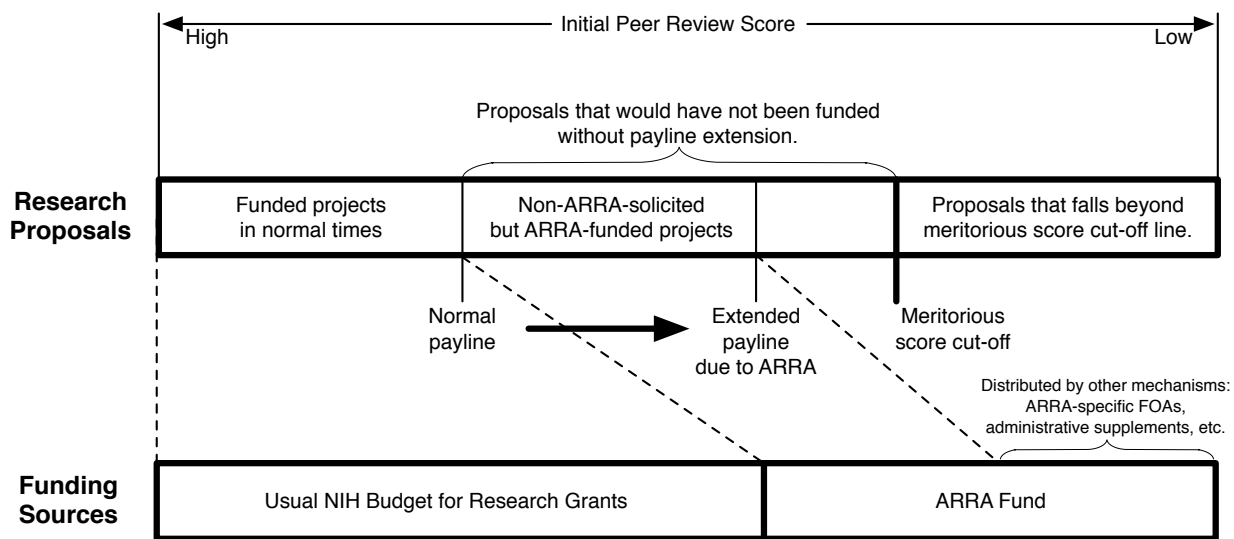 Initial Peer Review Score
High
Low
Proposals that would have not been funded
without payline extension.
Research
Proposals
Funded projects
in normal times
Non-ARRA-solicited
but ARRA-funded projects
Proposals that falls beyond
meritorious score cut-off line.
Normal
payline
Extended
payline
due to ARRA
Meritorious
score cut-off
Distributed by other mechanisms:
ARRA-specific FOAs,
administrative supplements, etc.
Funding
Sources
Usual NIH Budget for Research Grants
ARRA Fund